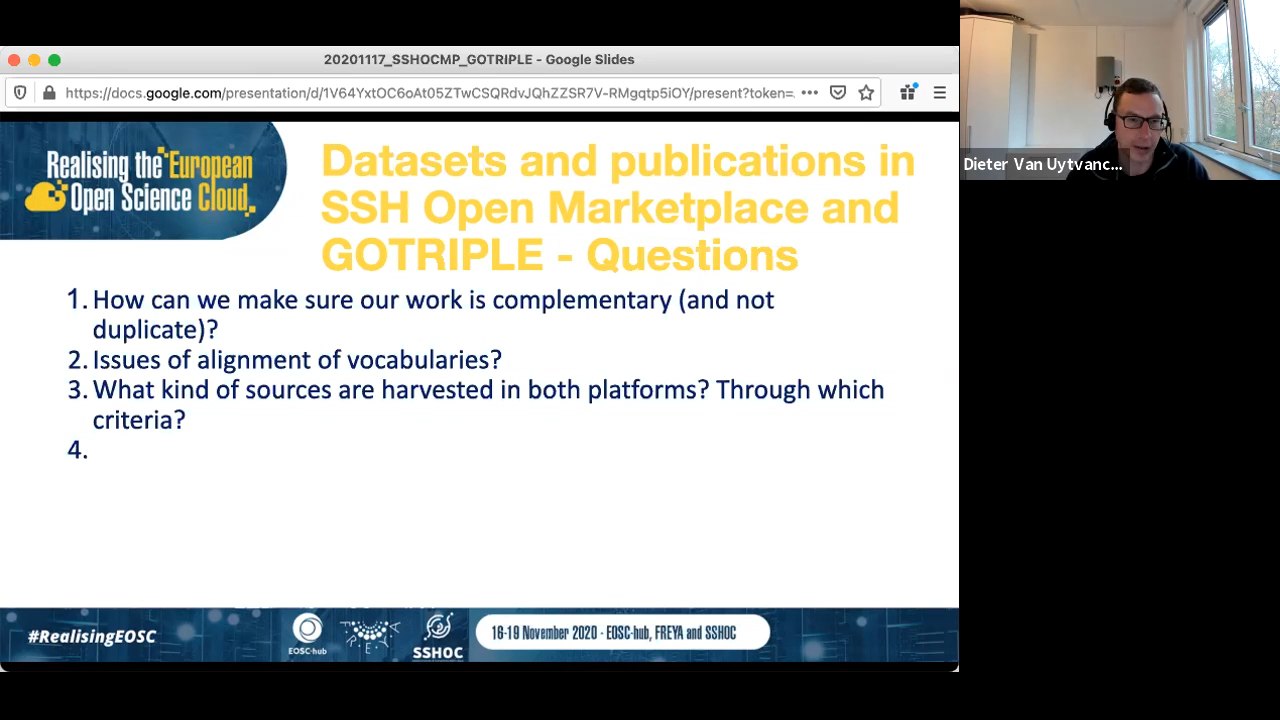 20201117_SSHOCMP_GOTRIPLE - Google Slides
https://docs.google.com/presentation/d/1V64YxtOC6oAt05ZTwCSQRdvJQhZZSR7V-RMgqtp5iOY/present?token=
Realising the European
Open Science Cloud
Datasets and publications in
SSH Open Marketplace and
GOTRIPLE - Questions
1. How can we make sure our work is complementary (and not
duplicate)?
2. Issues of alignment of vocabularies?
3. What kind of sources are harvested in both platforms? Through which
criteria?
4.
#RealisingEOSC
EOSC-hub
FREYA
SSHOC
16-19 November 2020 - EOSC-hub, FREYA and SSHOC
Dieter Van Uytvanc...